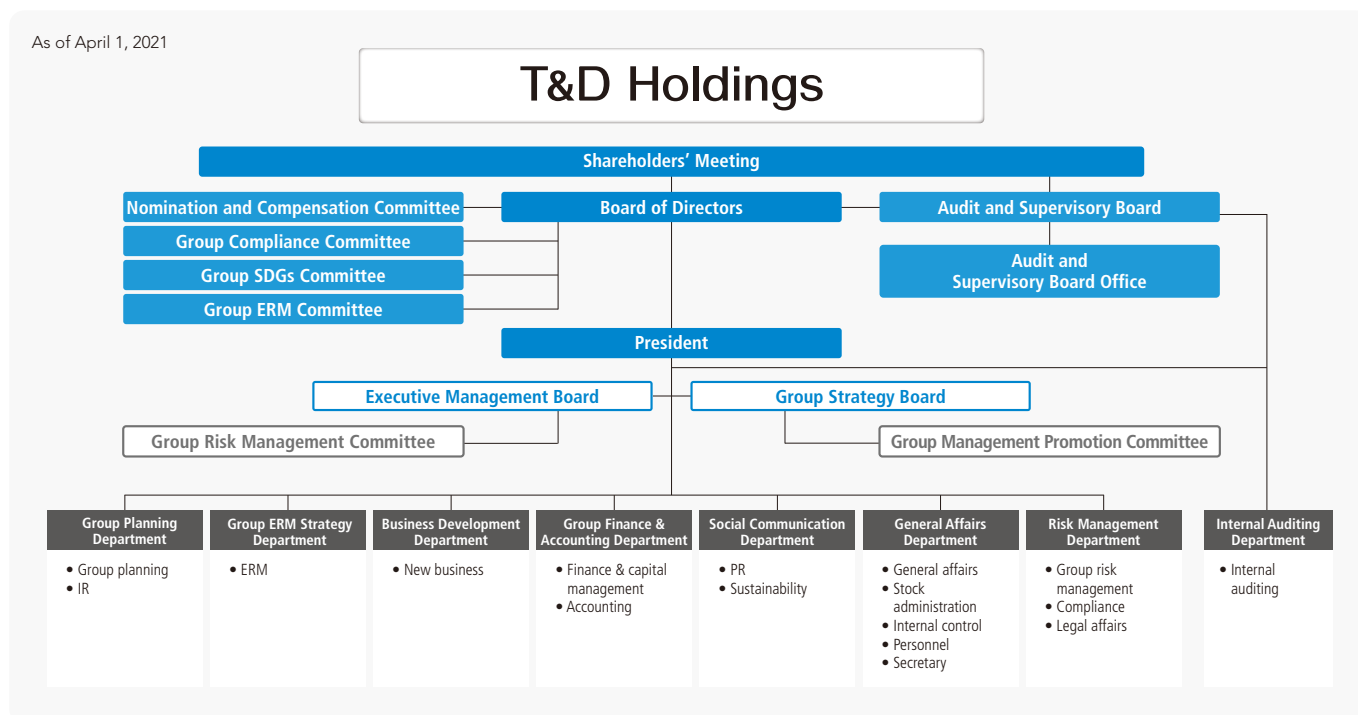 As of April 1, 2021
T&D Holdings
Shareholders’ Meeting
Nomination and Compensation Committee
Board of Directors
Audit and Supervisory Board
Group Compliance Committee
Group SDGs Committee
Group ERM Committee
Audit and
Supervisory Board Office
President
Executive Management Board
Group Strategy Board
Group Risk Management Committee
Group Management Promotion Committee
Group Planning
Department
• Group planning
• IR
Group ERM Strategy
Department
• ERM
Business Development
Department
• New business
Group Finance &
Accounting Department
• Finance & capital
management
• Accounting
Social Communication
Department
• PR
• Sustainability
General Affairs
Department
• General affairs
• Stock
administration
• Internal control
• Personnel
• Secretary
Risk Management
Department
• Group risk
management
• Compliance
• Legal affairs
Internal Auditing
Department
• Internal
auditing